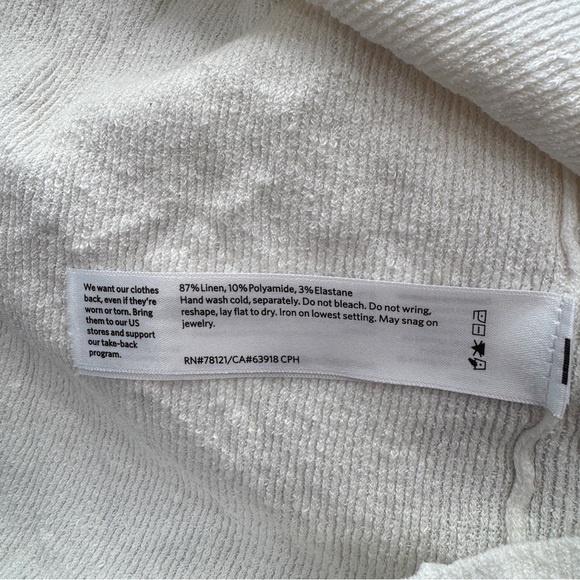 We want our clothes
back, even if they're
worn or torn. Bring
them to our US
stores and support
our take-back
program.
87% Linen, 10% Polyamide, 3% Elastane
Hand wash cold, separately. Do not bleach. Do not wring,
reshape, lay flat to dry. Iron on lowest setting. May snag on
jewelry.
RN#78121/CA#63918 CPH